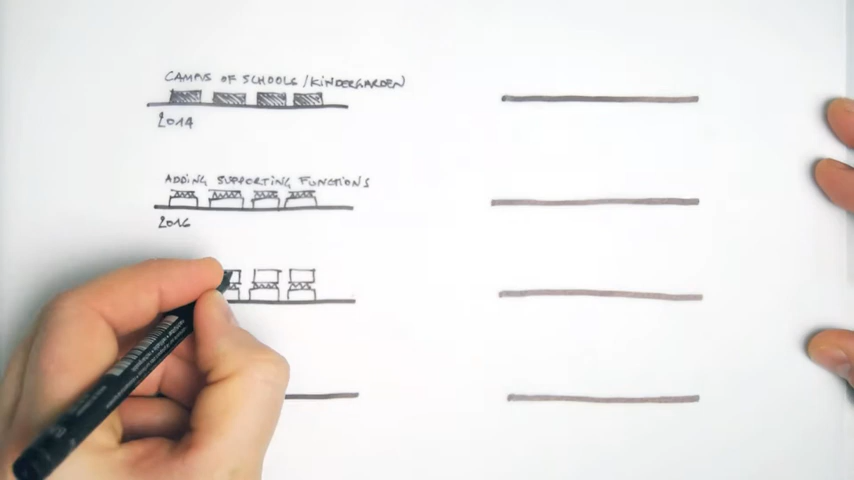 CAMPUS OF SCHOOLS / KINDERGARDEN
2014
ADDING SUPPORTING FUNCTIONS
2016